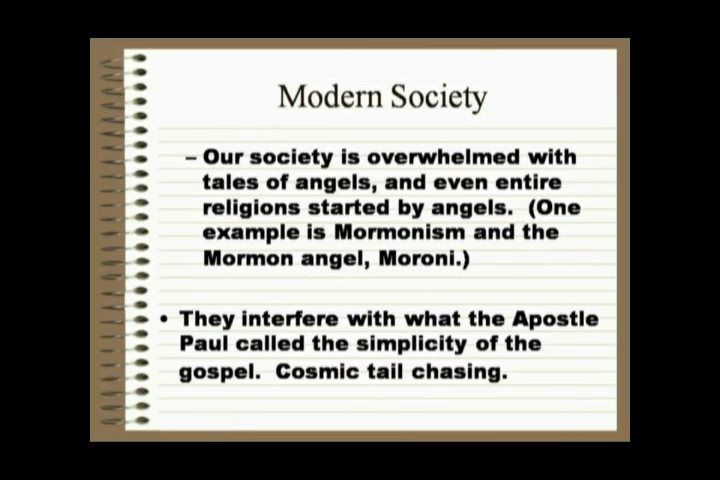 Modern Society
– Our society is overwhelmed with
tales of angels, and even entire
religions started by angels. (One
example is Mormonism and the
Mormon angel, Moroni.)
• They interfere with what the Apostle
Paul called the simplicity of the
gospel. Cosmic tail chasing.